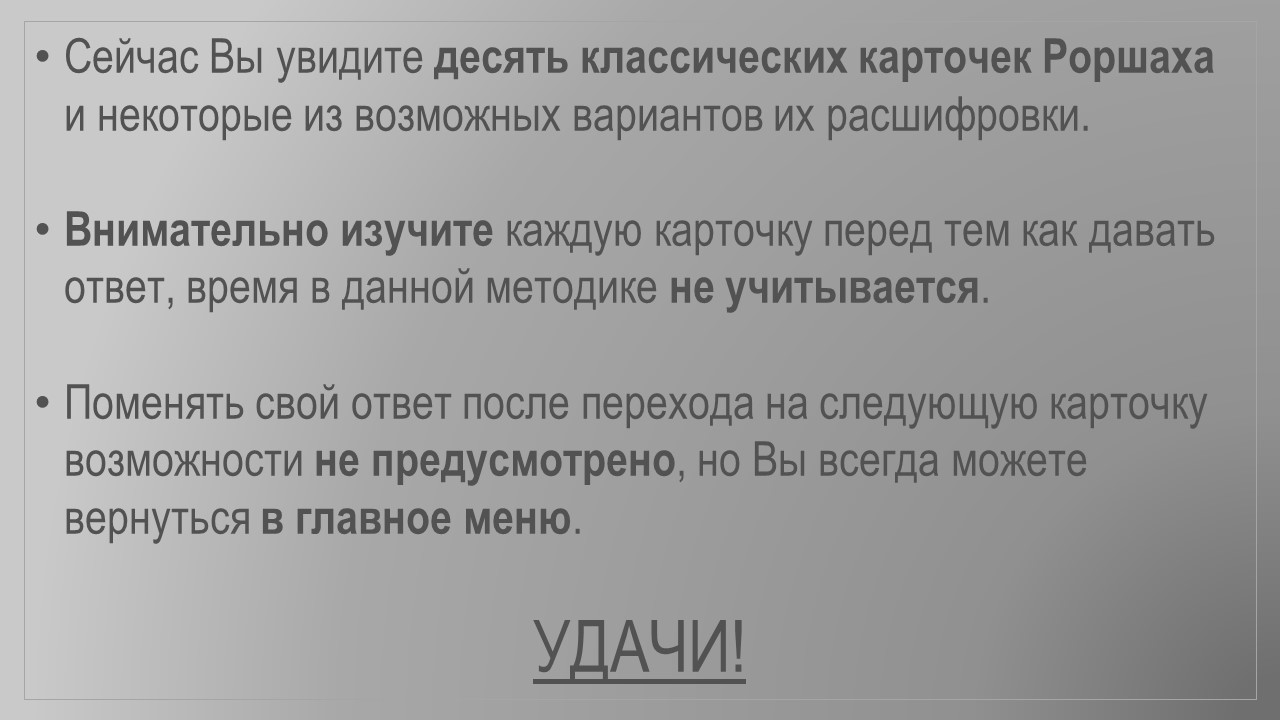 • Сейчас Вы увидите десять классических карточек Роршаха
и некоторые из возможных вариантов их расшифровки.
• Внимательно изучите каждую карточку перед тем как давать
ответ, время в данной методике не учитывается.
• Поменять свой ответ после перехода на следующую карточку
возможности не предусмотрено, но Вы всегда можете
вернуться в главное меню.
УДАЧИ!